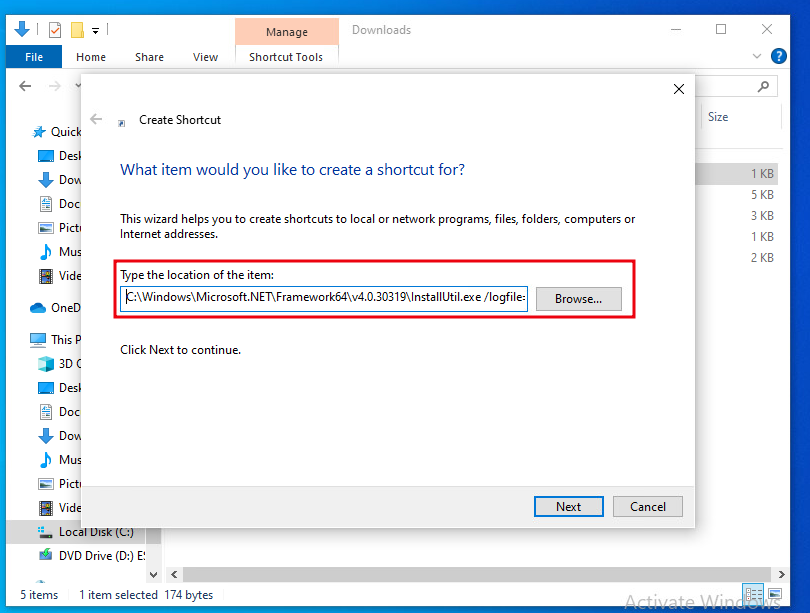 Manage
Downloads
File
Home
Share
View
Shortcut Tools
?
Size
Create Shortcut
What item would you like to create a shortcut for?
This wizard helps you to create shortcuts to local or network programs, files, folders, computers or
Internet addresses.
Type the location of the item:
C:\Windows\Microsoft.NET\Framework64\v4.0.30319\InstallUtil.exe /logfile=
Browse...
Click Next to continue.
Next
Cancel
Quick
Desk
Dow
Doc
Pict
Mus
Vide
OneD
This P
3D
Desk
Doc
Dow
Mus
Pict
Vide
Local Disk (C:)
DVD Drive (D:) ES
1 KB
5 KB
3 KB
1 KB
2 KB
5 items
1 item selected
174 bytes
Activate Windows